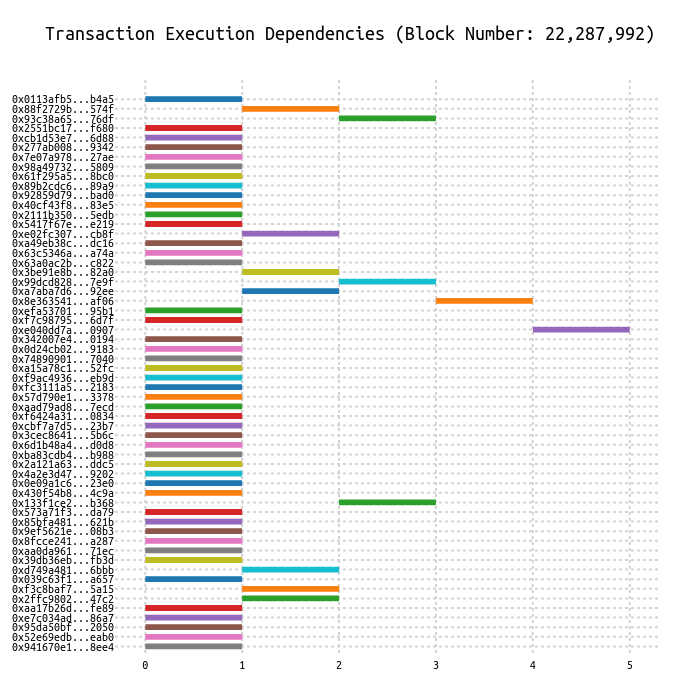 Transaction Execution Dependencies (Block Number: 22,287,992)
0x0113afb5...b4a5
0x88f2729b...574f
0x93c38a65...76df
0x2551bc17...f680
0xcb1d53e7...6d88
0x277ab008...9342
0x7e07a978...27ae
0x98a49732...5809
0x61f295a5...8bc0
0x89b2cdc6...89a9
0x92859d79...bad0
0x40cf43f8...83e5
0x2111b350...5edb
0x5417f67e...e219
0xe02fc307...cb8f
0xa49eb38c...dc16
0x63c5346a...a74a
0x63a0ac2b...c822
0x3be91e8b...82a0
0x99dcd828...7e9f
0xa7aba7d6...92ee
0x8e363541...af06
0xefa53701...95b1
0xf7c98795...6d7f
0xe040dd7a...0907
0x342007e4...0194
0x0d24cb02...9183
0x74890901...7040
0xa15a78c1...52fc
0xf9ac4936...eb9d
0xfc3111a5...2183
0x57d790e1...3378
0xaad79ad8...7ecd
0xf6424a31...0834
0xcbf7a7d5...23b7
0x3cec8641...5b6c
0x6d1b48a4...d0d8
0xba83cdb4...b988
0x2a121a63...ddc5
0x4a2e3d47...9202
0x0e09a1c6...23e0
0x430f54b8...4c9a
0x133f1ce2...b368
0x573a71f3...da79
0x85bfa481...621b
0x9ef5621e...08b3
0x8fcce241...a287
0xaa0da961...71ec
0x39db36eb...fb3d
0xd749a481...6bbb
0x039c63f1...a657
0xf3c8baf7...5a15
0x2ffc9802...47c2
0xaa17b26d...fe89
0xe7c034ad...86a7
0x95da50bf...2050
0x52e69edb...eab0
0x941670e1...8ee4
0 1 2 3 4 5